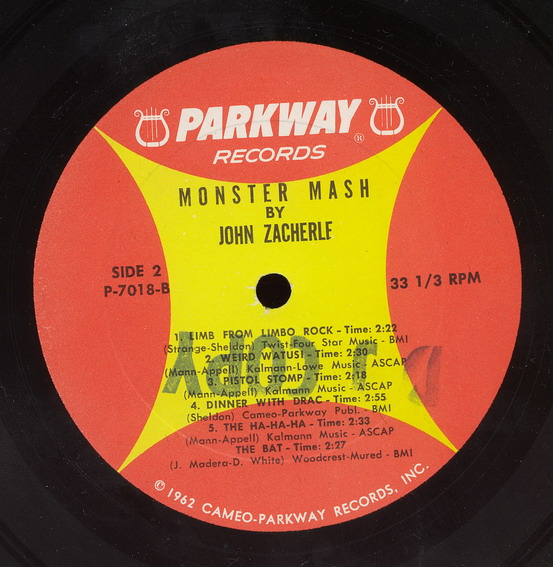 PARKWAY
®
RECORDS
MONSTER MASH
BY
JOHN ZACHERLE
SIDE 2
P-7018-B
33 1/3 RPM
1. LIMB FROM LIMBO ROCK - Time: 2:22
(Strange-Sheldon) Twist-Four Star Music - BMI
2. WEIRD WATUSI - Time: 2:30
(Mann-Appell) Kalmann-Lowe Music - ASCAP
PISTOL STOMP - Time: 2:18
(Mann-Appell) Kalmann Music - ASCAP
4. DINNER WITH DRAC - Time: 2:55
(Sheldon) Cameo-Parkway Publ. - BMI
5. THE HA-HA-HA - Time: 2:33
(Mann-Appell) Kalmann Music - ASCAP
THE BAT - Time: 2:27
(J. Madera-D. White) Woodcrest-Mured - BMI
D J COPY
© 1962 CAMEO-PARKWAY RECORDS, INC.